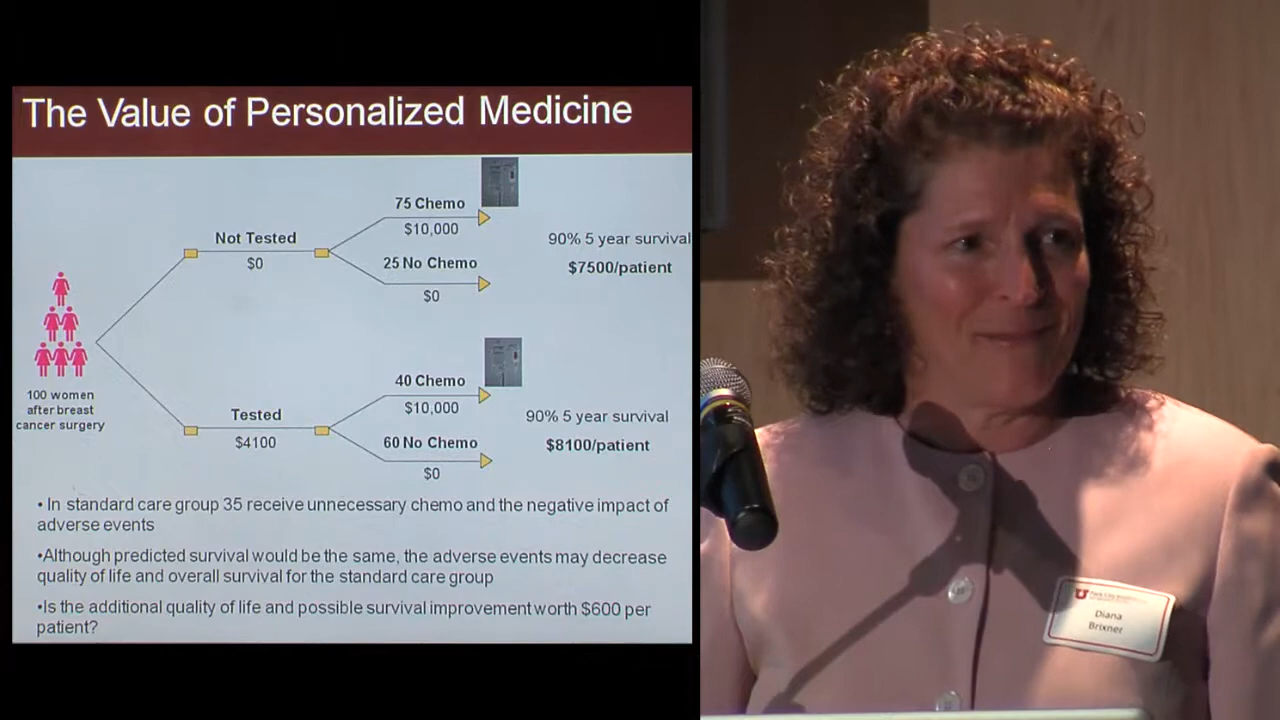 The Value of Personalized Medicine
75 Chemo
$10,000
Not Tested
$0
25 No Chemo
$0
90% 5 year survival
$7500/patient
100 women
after breast
cancer surgery
40 Chemo
$10,000
Tested
$4100
60 No Chemo
$0
90% 5 year survival
$8100/patient
• In standard care group 35 receive unnecessary chemo and the negative impact of
adverse events
•Although predicted survival would be the same, the adverse events may decrease
quality of life and overall survival for the standard care group
•Is the additional quality of life and possible survival improvement worth $600 per
patient?
Diana
Brixner